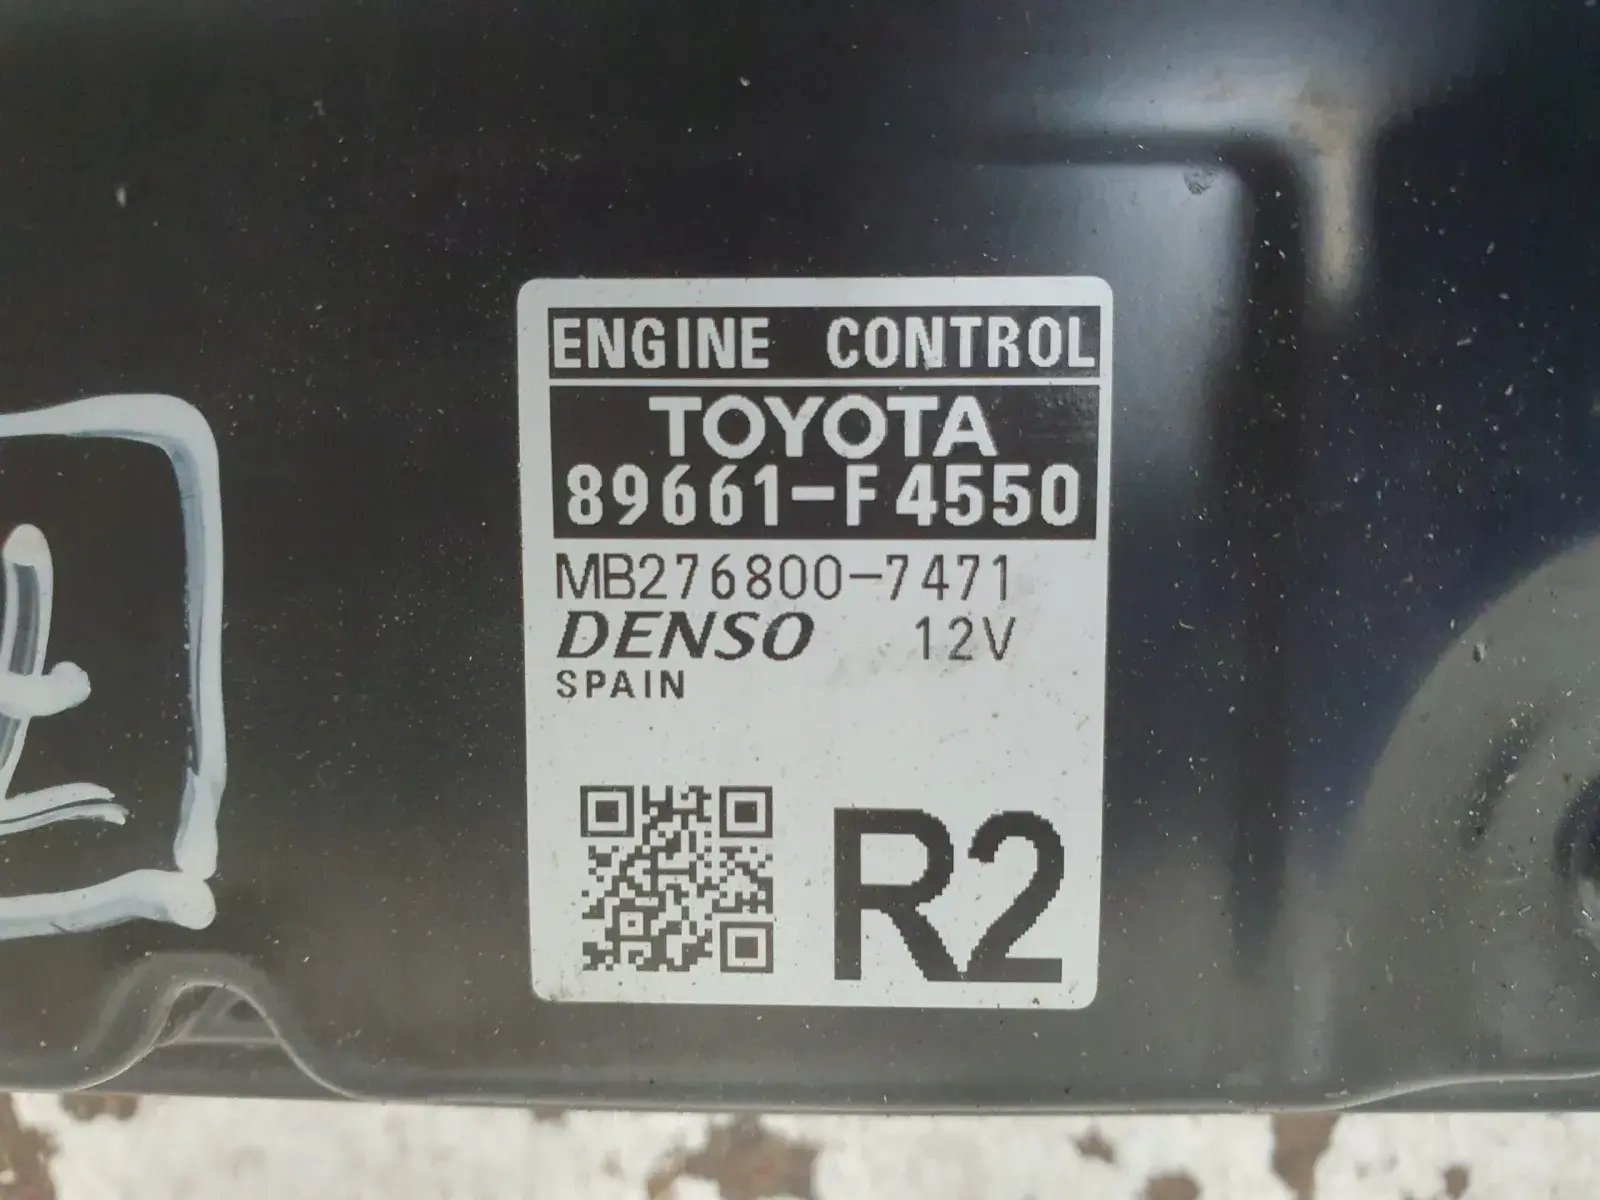 ENGINE CONTROL
TOYOTA
89661-F4550
MB276800-7471
DENSO 12V
SPAIN
R2